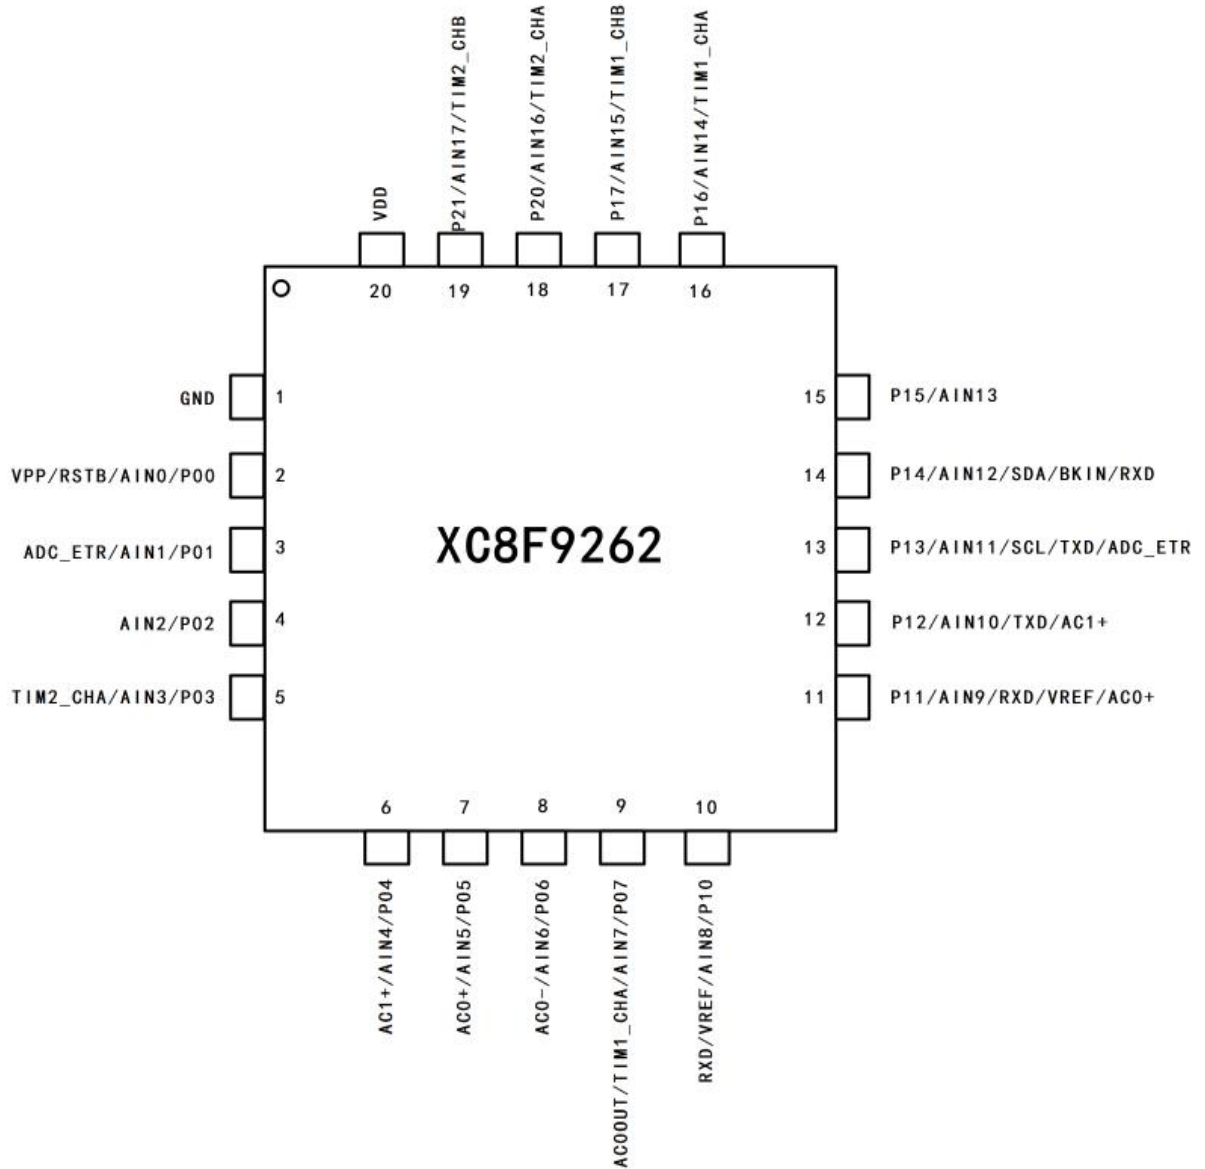 P21/AIN17/TIM2_CHB
P20/AIN16/TIM2_CHA
P17/AIN15/TIM1_CHB
P16/AIN14/TIM1_CHA
VDD
20
19
18
17
16
GND
1
15
P15/AIN13
VPP/RSTB/AIN0/P00
2
14
P14/AIN12/SDA/BKIN/RXD
ADC_ETR/AIN1/P01
3
XC8F9262
13
P13/AIN11/SCL/TXD/ADC_ETR
AIN2/P02
4
12
P12/AIN10/TXD/AC1+
TIM2_CHA/AIN3/P03
5
11
P11/AIN9/RXD/VREF/AC0+
6
7
8
9
10
AC1+/AIN4/P04
AC0+/AIN5/P05
AC0-/AIN6/P06
AC0OUT/TIM1_CHA/AIN7/P07
RXD/VREF/AIN8/P10